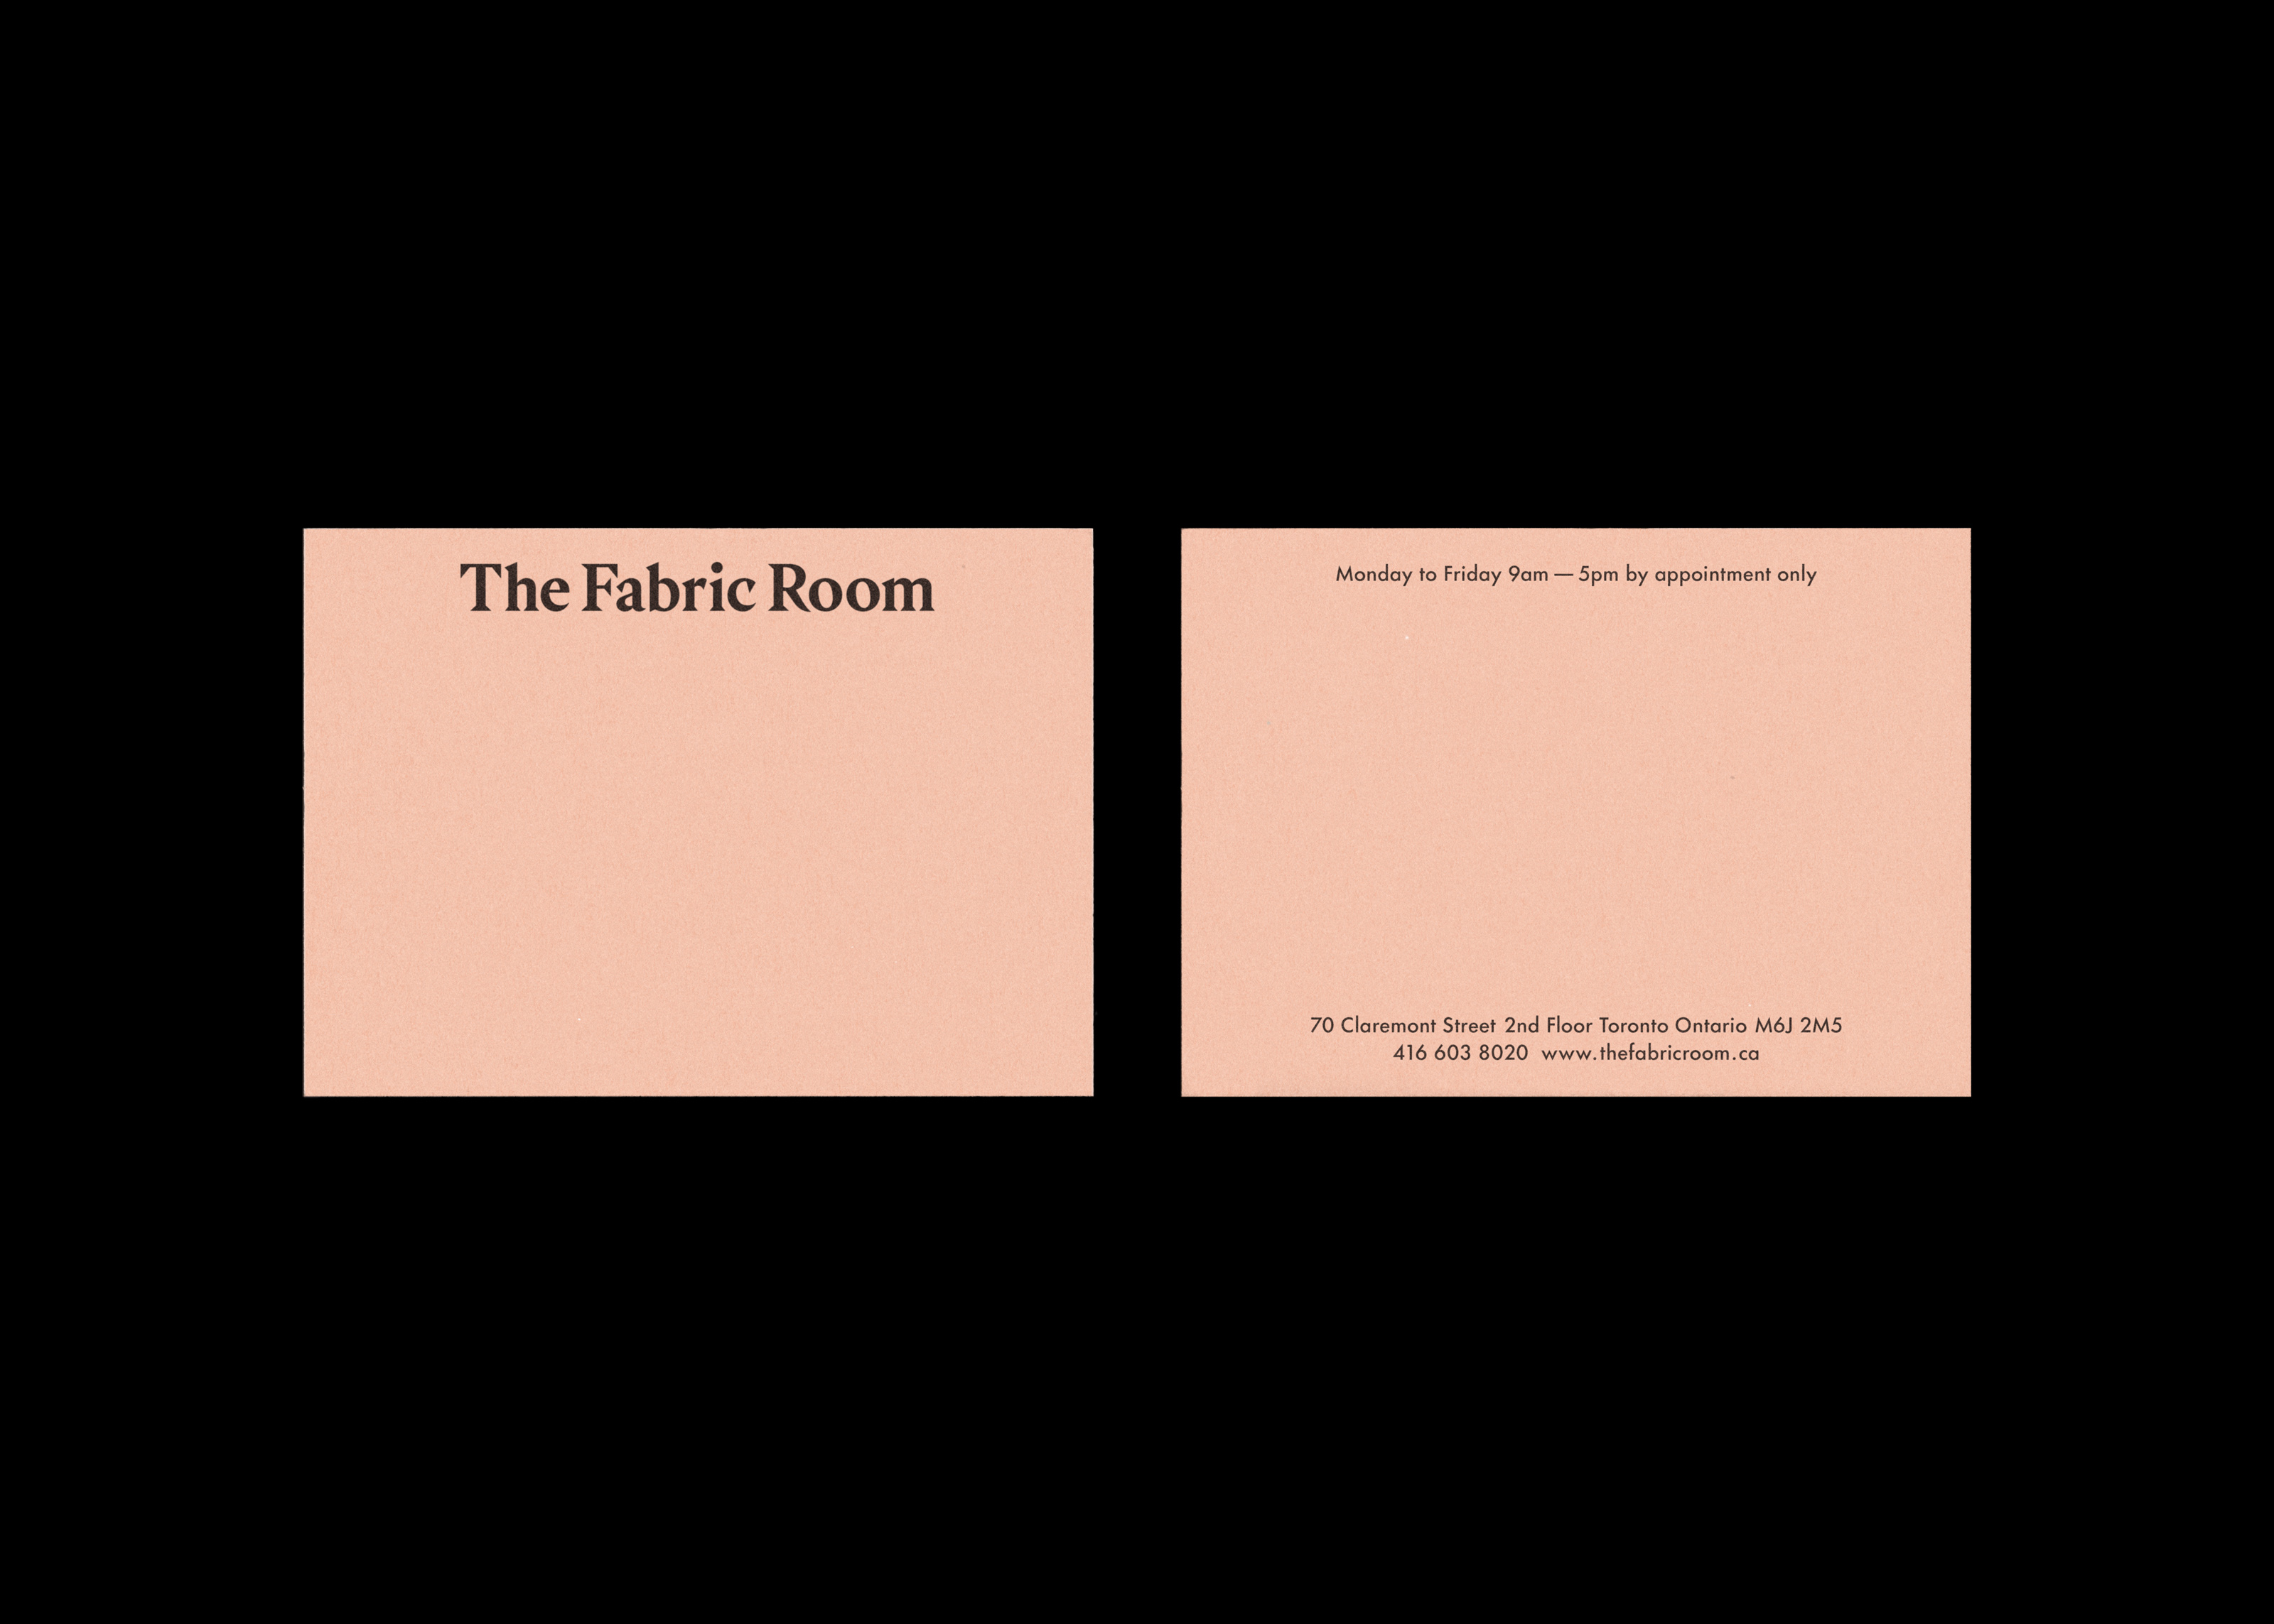 The Fabric Room
Monday to Friday 9am — 5pm by appointment only
70 Claremont Street 2nd Floor Toronto Ontario M6J 2M5
416 603 8020 www.thefabricroom.ca